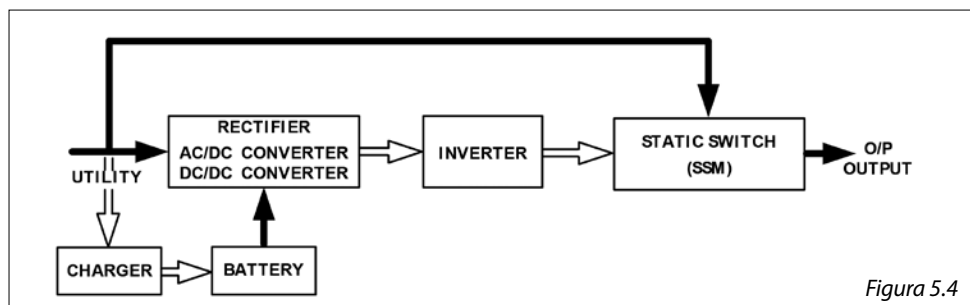 RECTIFIER
AC/DC CONVERTER
DC/DC CONVERTER
INVERTER
STATIC SWITCH
(SSM)
O/P
OUTPUT
UTILITY
CHARGER
BATTERY
Figura 5.4